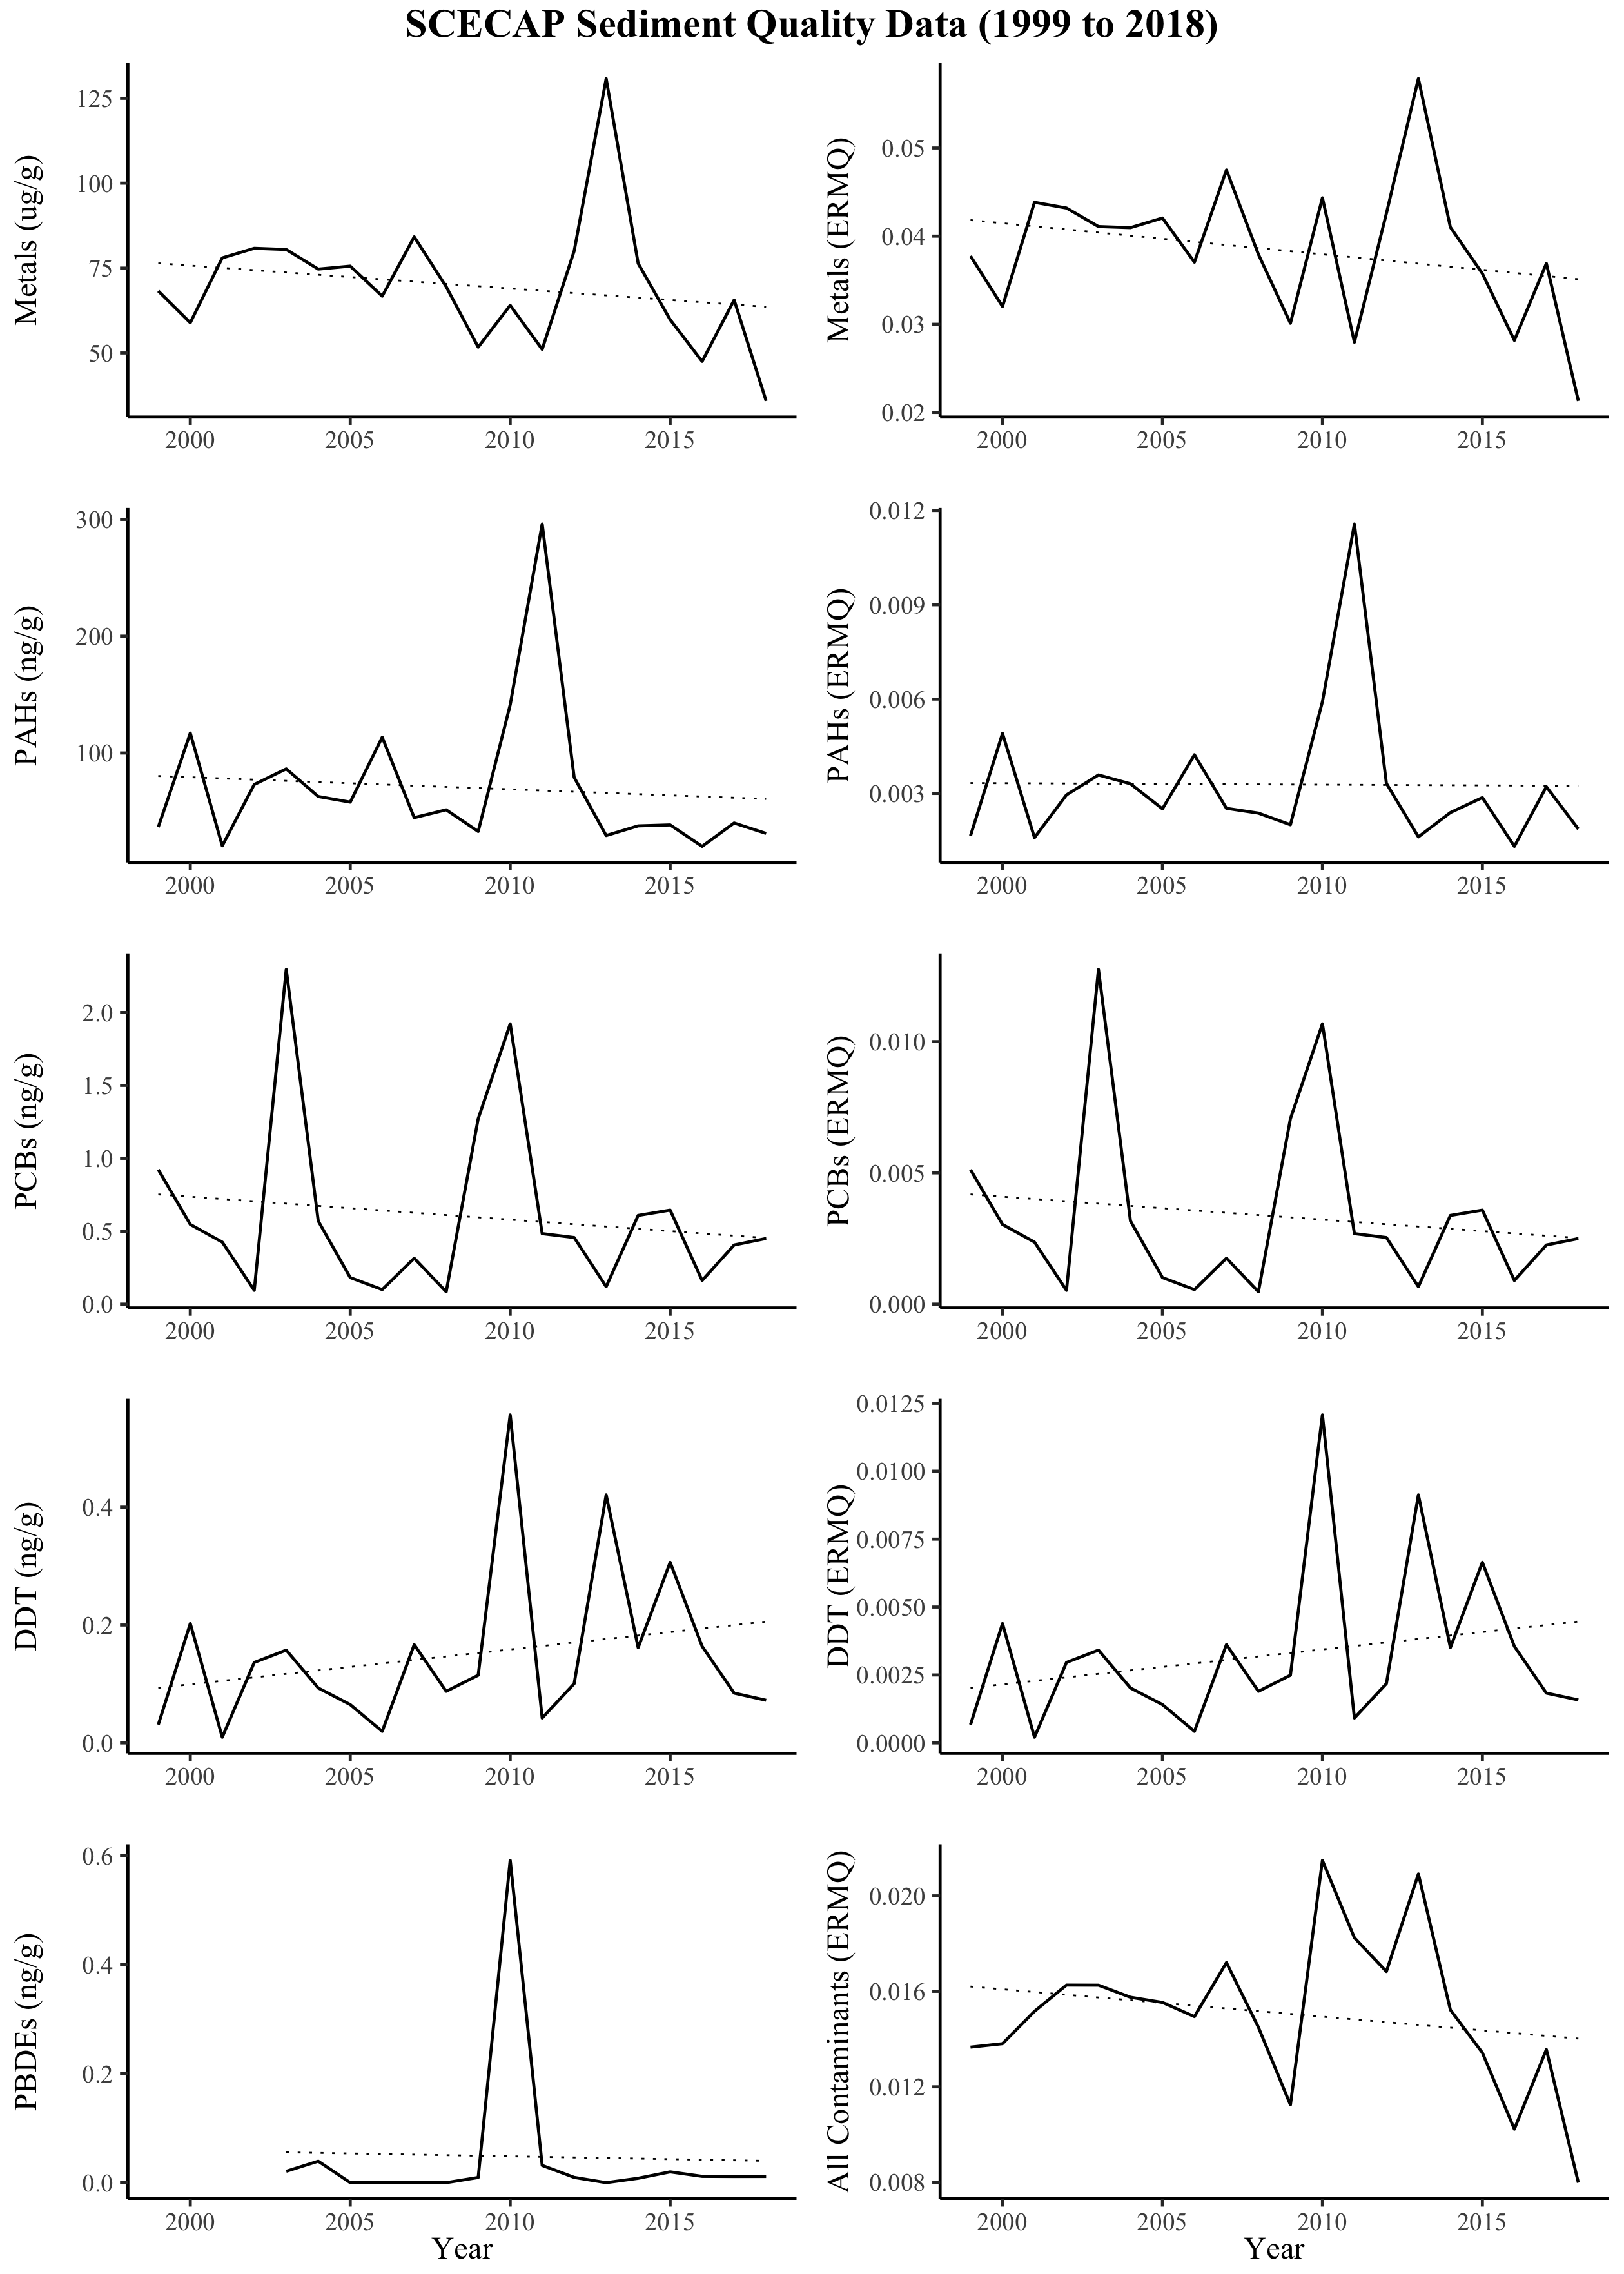 SCECAP Sediment Quality Data (1999 to 2018)
Metals (ug/g)
125
100
75
50
2000 2005 2010 2015
Metals (ERMQ)
0.05
0.04
0.03
0.02
2000 2005 2010 2015
PAHs (ng/g)
300
200
100
2000 2005 2010 2015
PAHs (ERMQ)
0.012
0.009
0.006
0.003
2000 2005 2010 2015
PCBs (ng/g)
2.0
1.5
1.0
0.5
0.0
2000 2005 2010 2015
PCBs (ERMQ)
0.010
0.005
0.000
2000 2005 2010 2015
DDT (ng/g)
0.4
0.2
0.0
2000 2005 2010 2015
DDT (ERMQ)
0.0125
0.0100
0.0075
0.0050
0.0025
0.0000
2000 2005 2010 2015
PBDEs (ng/g)
0.6
0.4
0.2
0.0
2000 2005 2010 2015
Year
All Contaminants (ERMQ)
0.020
0.016
0.012
0.008
2000 2005 2010 2015
Year